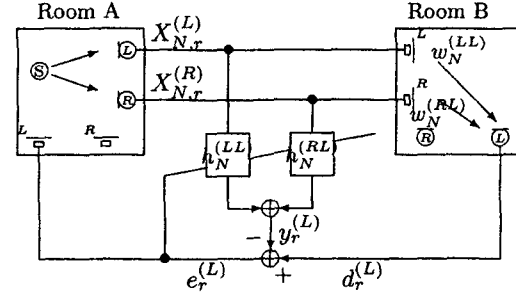 Room A
Room B
X_{N,r}^{(L)}
X_{N,r}^{(R)}
S
L
R
L
R
L
R
w_N^{(LL)}
w_N^{(RL)}
R
L
h_N^{(LL)}
h_N^{(RL)}
− y_r^{(L)}
+
e_r^{(L)}
d_r^{(L)}